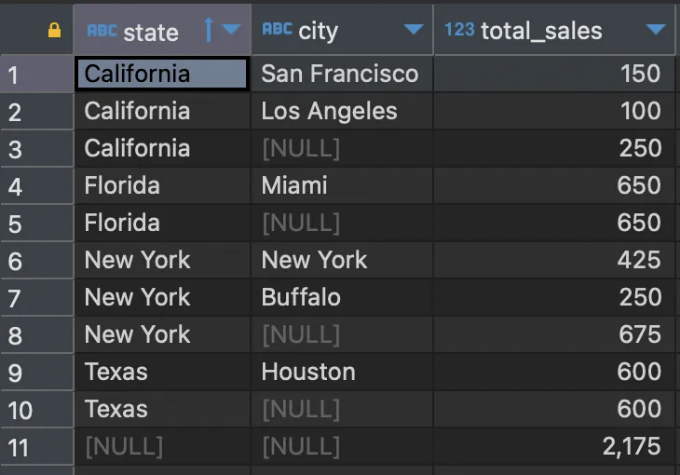 ABC state ABC city 123 total_sales
1 California San Francisco 150
2 California Los Angeles 100
3 California [NULL] 250
4 Florida Miami 650
5 Florida [NULL] 650
6 New York New York 425
7 New York Buffalo 250
8 New York [NULL] 675
9 Texas Houston 600
10 Texas [NULL] 600
11 [NULL] [NULL] 2,175